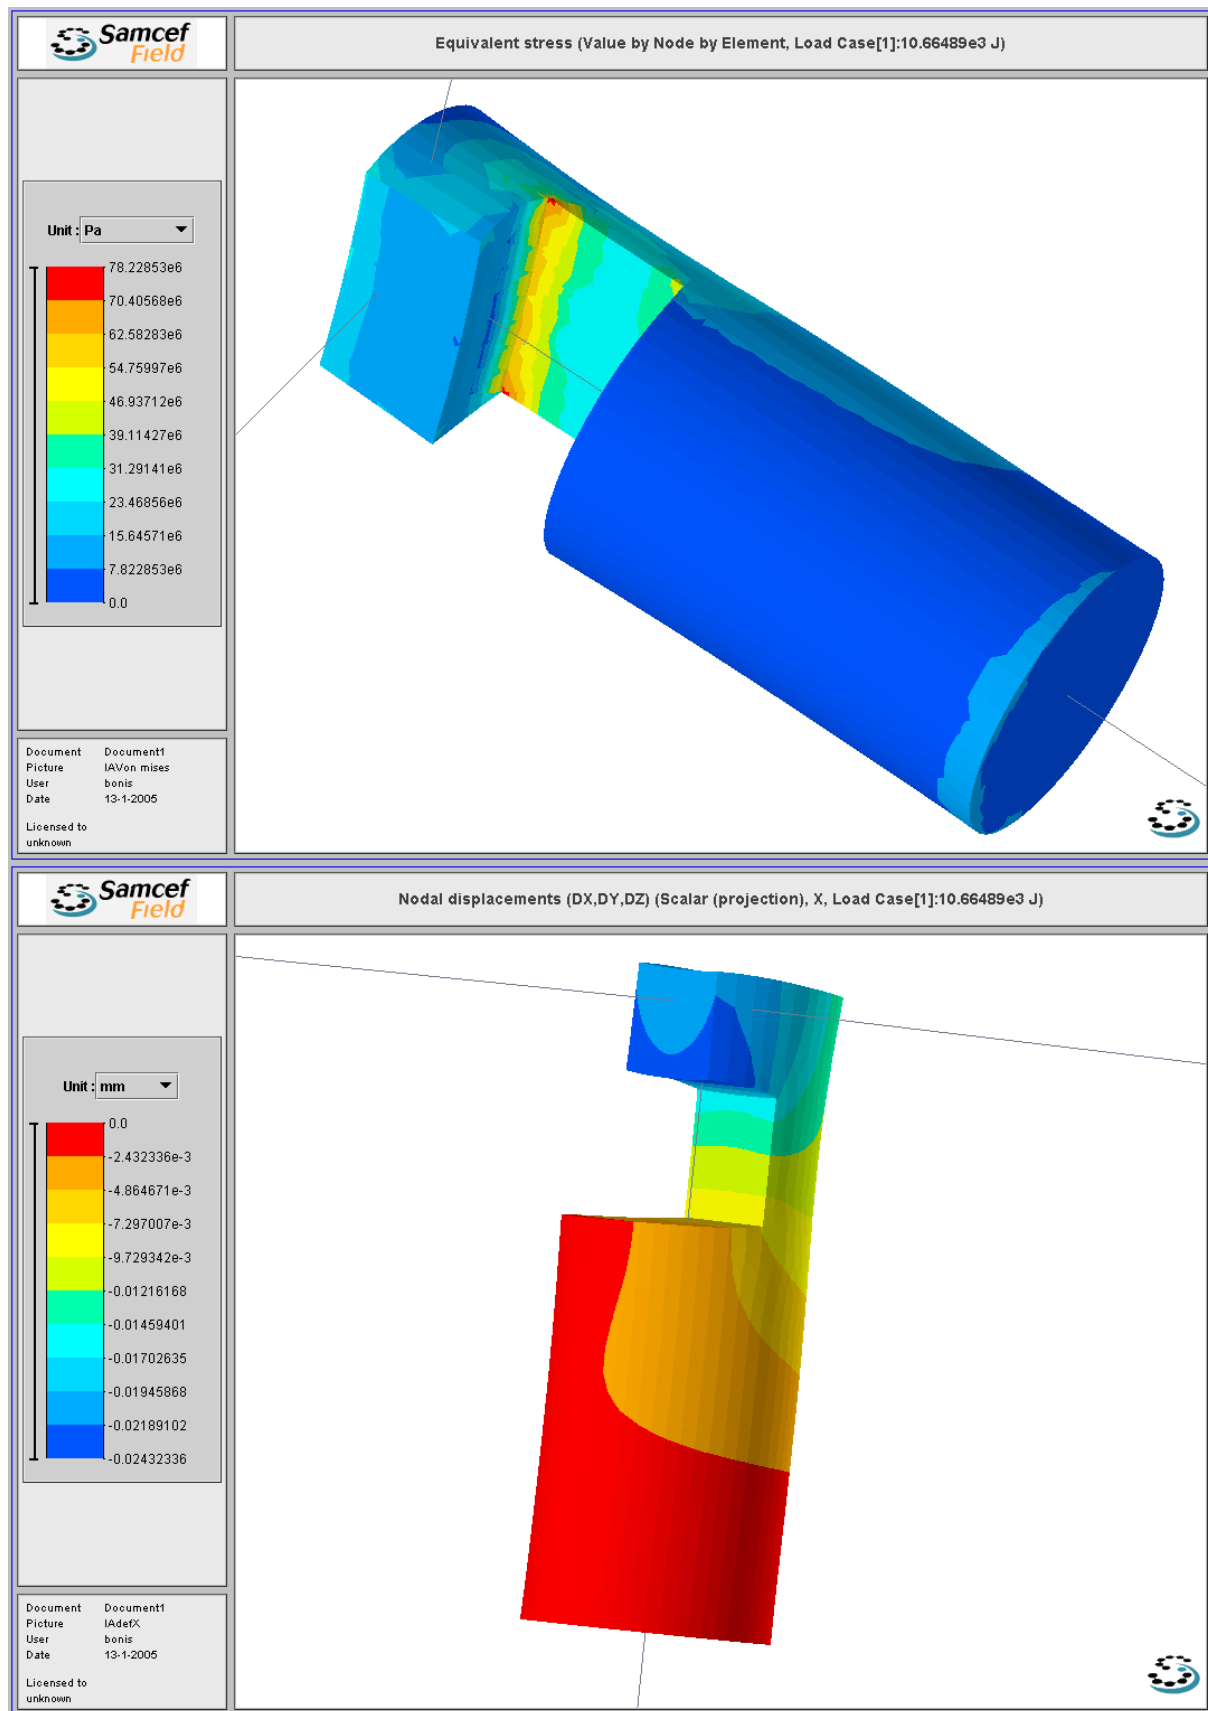 Samcef
Field
Equivalent stress (Value by Node by Element, Load Case[1]:10.66489e3 J)
Unit : Pa
78.22853e6
70.40568e6
62.58283e6
54.75997e6
46.93712e6
39.11427e6
31.29141e6
23.46856e6
15.64571e6
7.822853e6
0.0
Document Document1
Picture IAVon mises
User bonis
Date 13-1-2005
Licensed to
unknown
Samcef
Field
Nodal displacements (DX,DY,DZ) (Scalar (projection), X, Load Case[1]:10.66489e3 J)
Unit : mm
0.0
-2.432336e-3
-4.864671e-3
-7.297007e-3
-9.729342e-3
-0.01216168
-0.01459401
-0.01702635
-0.01945868
-0.02189102
-0.02432336
Document Document1
Picture IAdefX
User bonis
Date 13-1-2005
Licensed to
unknown